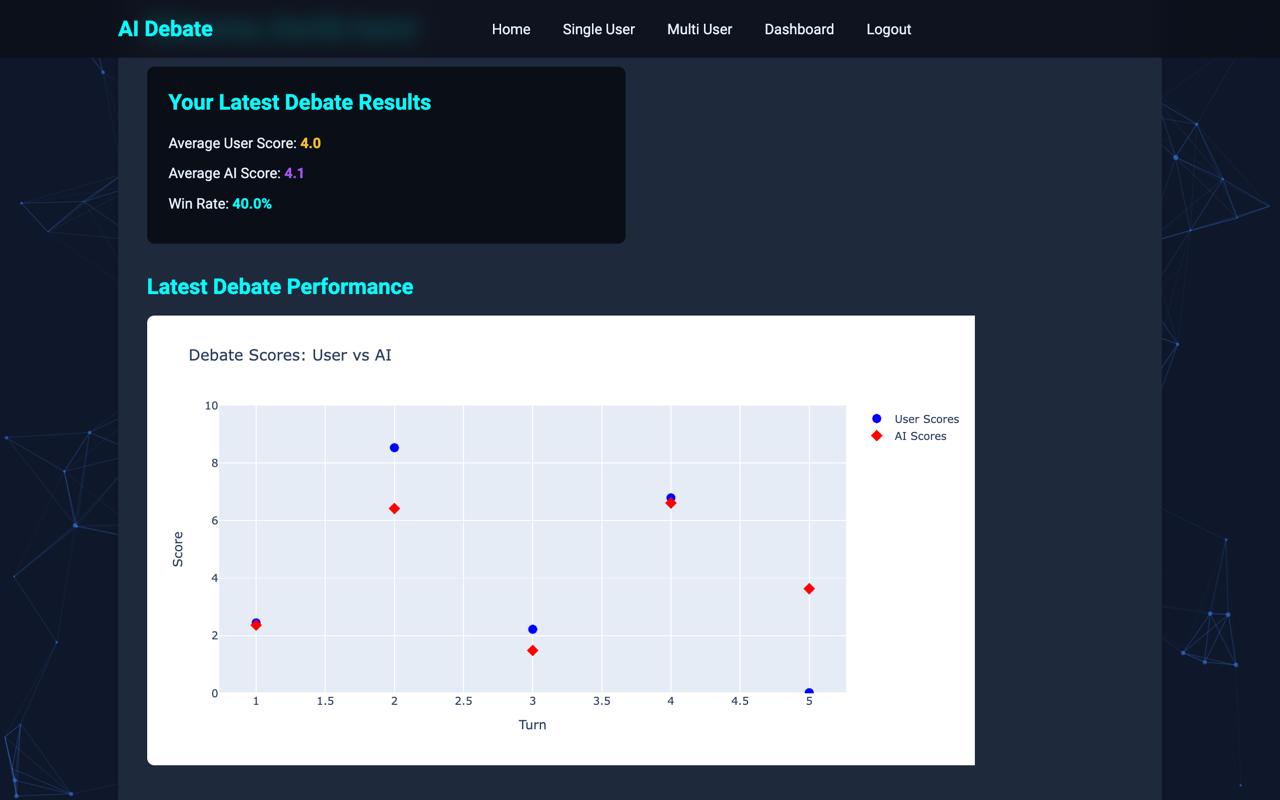 AI Debate
Home Single User Multi User Dashboard Logout
Your Latest Debate Results
Average User Score: 4.0
Average AI Score: 4.1
Win Rate: 40.0%
Latest Debate Performance
Debate Scores: User vs AI
User Scores
AI Scores
10
8
6
4
2
0
Score
1 1.5 2 2.5 3 3.5 4 4.5 5
Turn